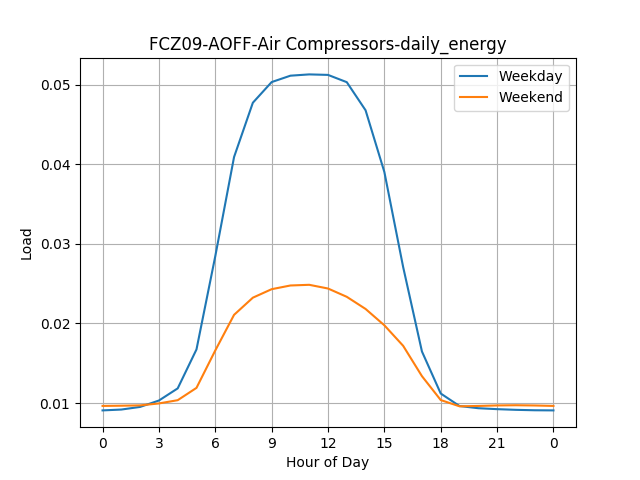 FCZ09-AOFF-Air Compressors-daily_energy
Weekday
Weekend
0.05
0.04
0.03
0.02
0.01
Load
0 3 6 9 12 15 18 21 0
Hour of Day